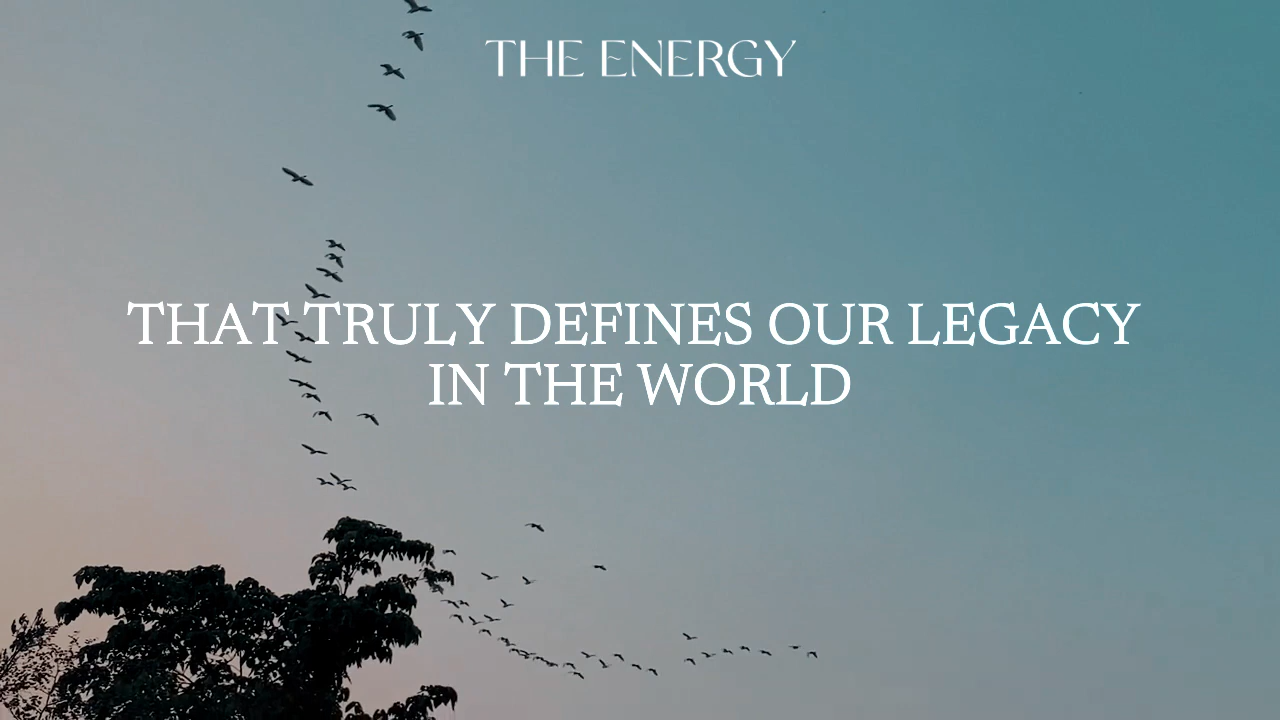 THE ENERGY
THAT TRULY DEFINES OUR LEGACY
IN THE WORLD